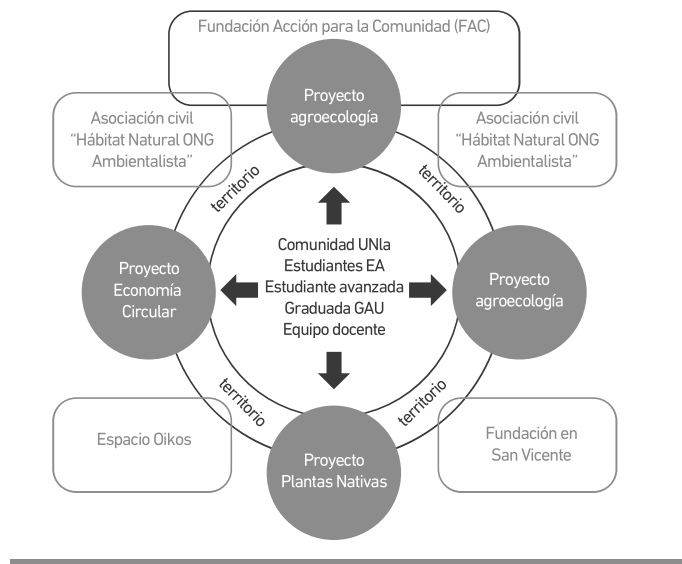 Fundación Acción para la Comunidad (FAC)
Proyecto
agroecología
Asociación civil
“Hábitat Natural ONG
Ambientalista”
Asociación civil
“Hábitat Natural ONG
Ambientalista”
territorio
territorio
Proyecto
Economía
Circular
Comunidad UNla
Estudiantes EA
Estudiante avanzada
Graduada GAU
Equipo docente
Proyecto
agroecología
territorio
territorio
Espacio Oikos
Proyecto
Plantas Nativas
Fundación en
San Vicente